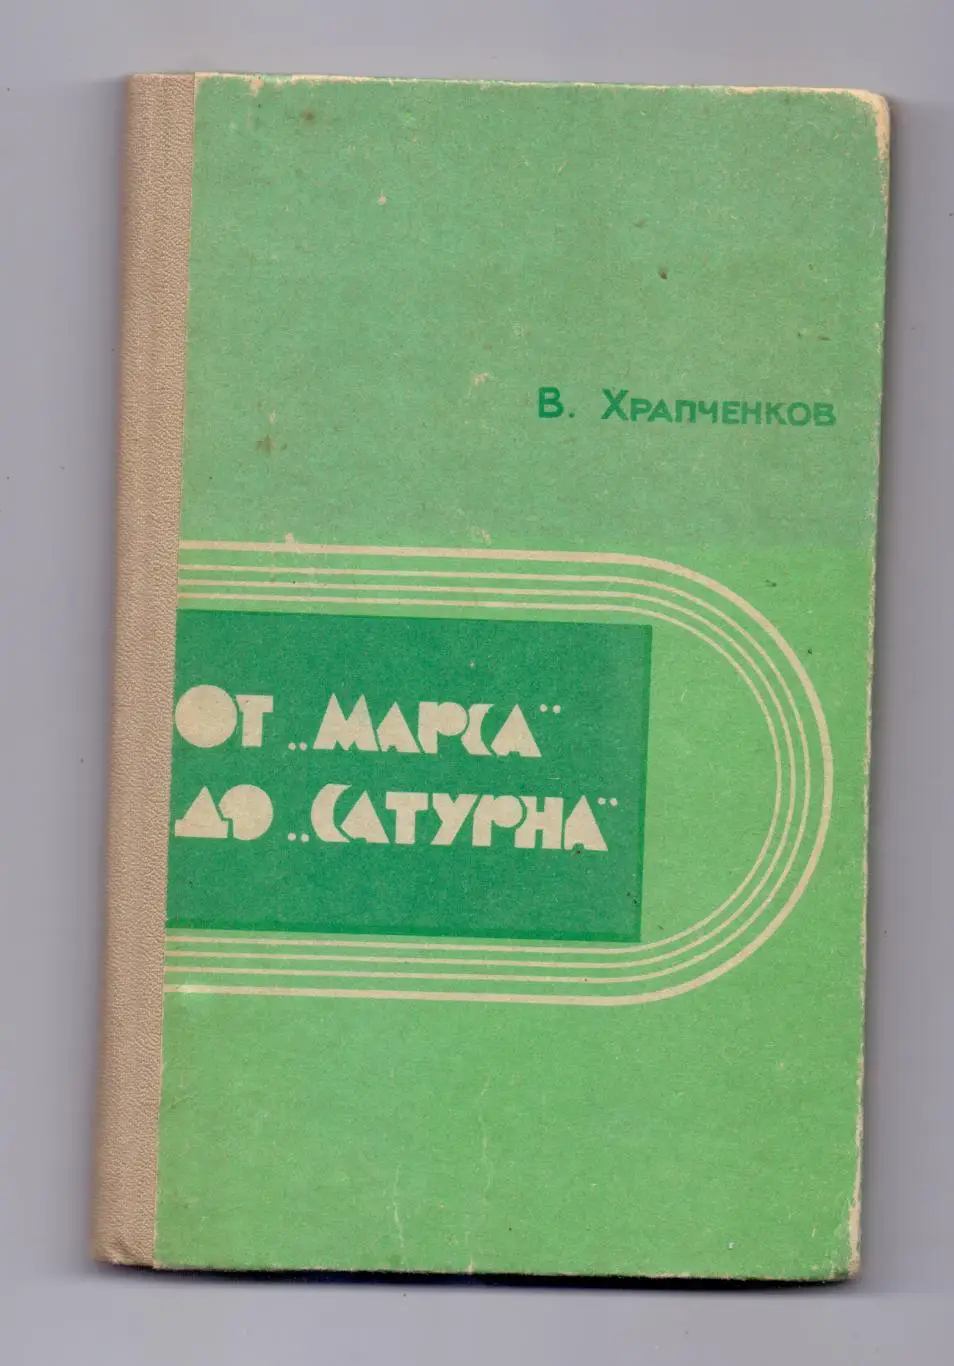 В. Храпченков
От „Марса“
до „Сатурна“